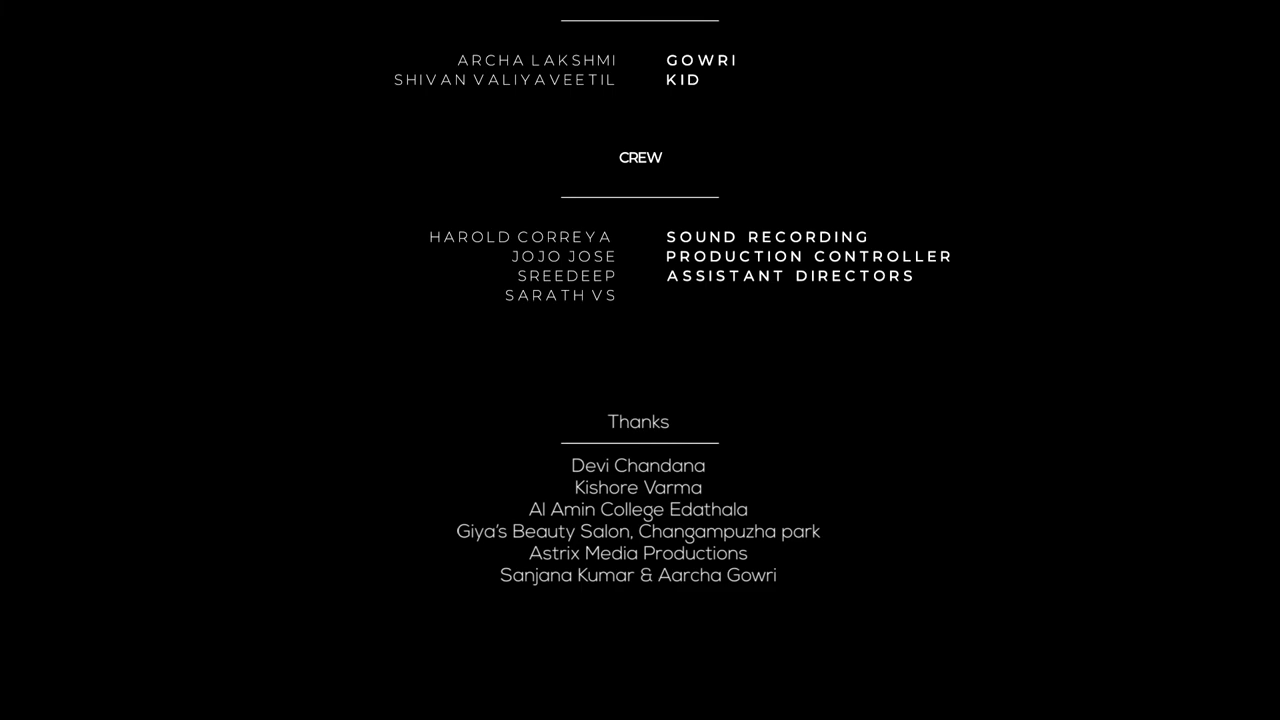 ARCHA LAKSHMI GOWRI
SHIVAN VALIYAVEETIL KID
CREW
HAROLD CORREYA SOUND RECORDING
JOJO JOSE PRODUCTION CONTROLLER
SREEDEEP ASSISTANT DIRECTORS
SARATH VS
Thanks
Devi Chandana
Kishore Varma
Al Amin College Edathala
Giya's Beauty Salon, Changampuzha park
Astrix Media Productions
Sanjana Kumar & Aarcha Gowri